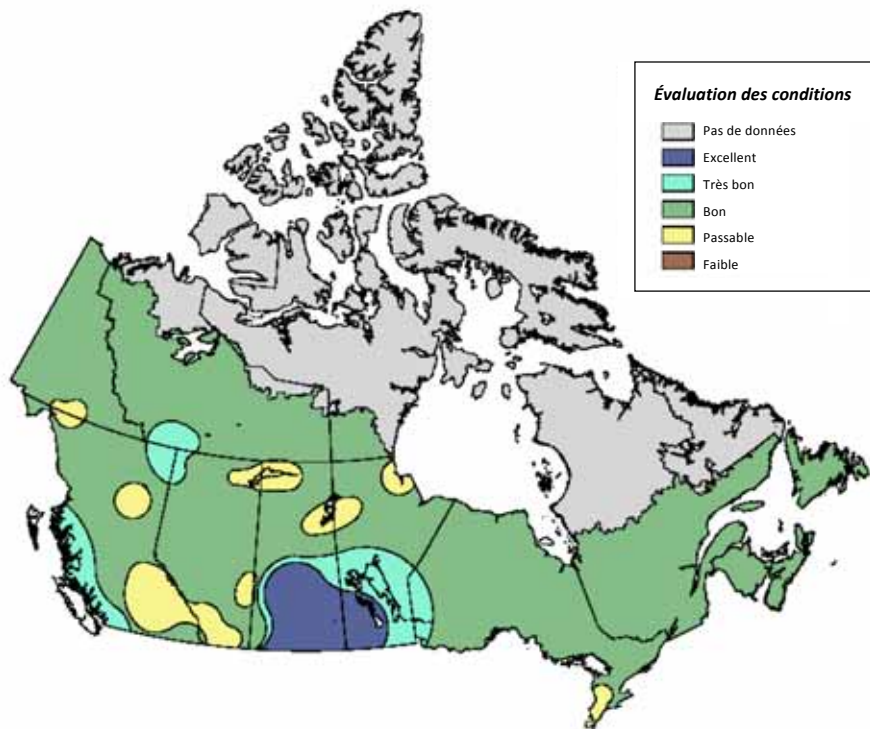 Évaluation des conditions
Pas de données
Excellent
Très bon
Bon
Passable
Faible